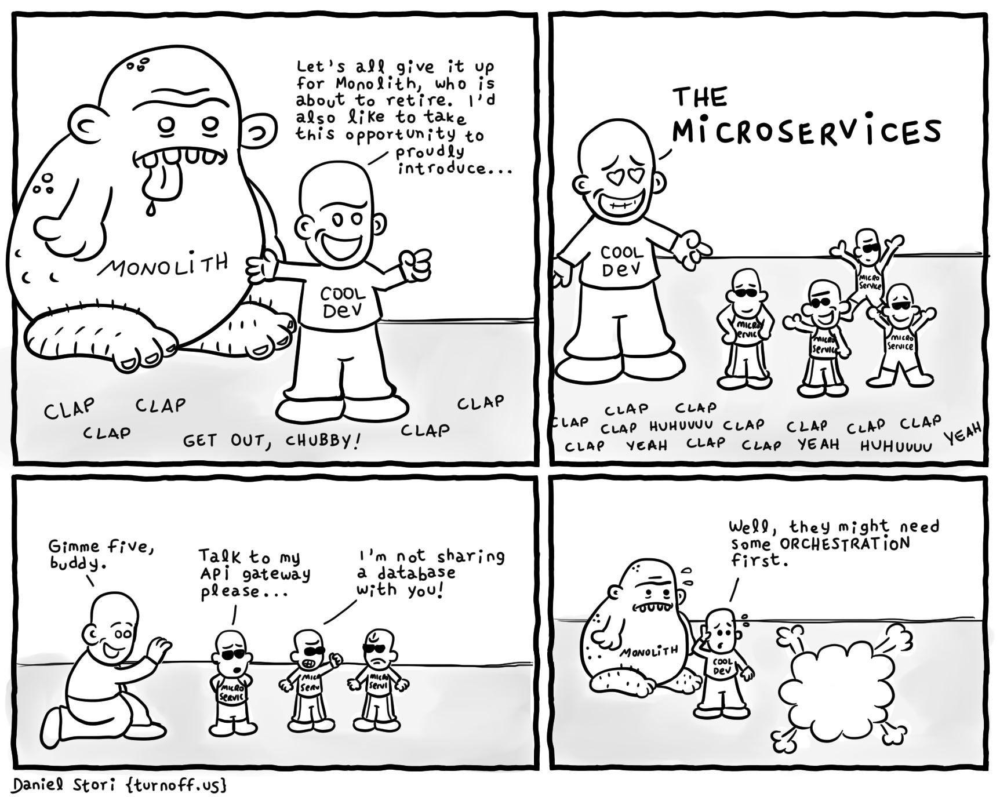 Let's all give it up
for Monolith, who is
about to retire. I'd
also like to take
this opportunity to
proudly
introduce...
MONOLiTH
COOL
DeV
CLAP
CLAP
CLAP
CLAP
CLAP
GET OUT, CHUBBY!
THE
MiCROSERViCES
COOL
DeV
MICRO
Service
MICRO
ervic
MICRO
Servic
MICRO
Service
CLAP
CLAP
CLAP
CLAP
HUHUUUU
CLAP
CLAP
CLAP
CLAP
YEAH
CLAP
YEAH
CLAP
CLAP
YEAH
HUHUUUU
Gimme five,
buddy.
Talk to my
APi gateway
please...
I'm not sharing
a database
with you!
MICRO
Servic
MICR
Serv
MICR
Servi
Well, they might need
some ORCHESTRATiON
first.
MONOLiTH
COOL
DeV
Daniel Stori {turnoff.us}